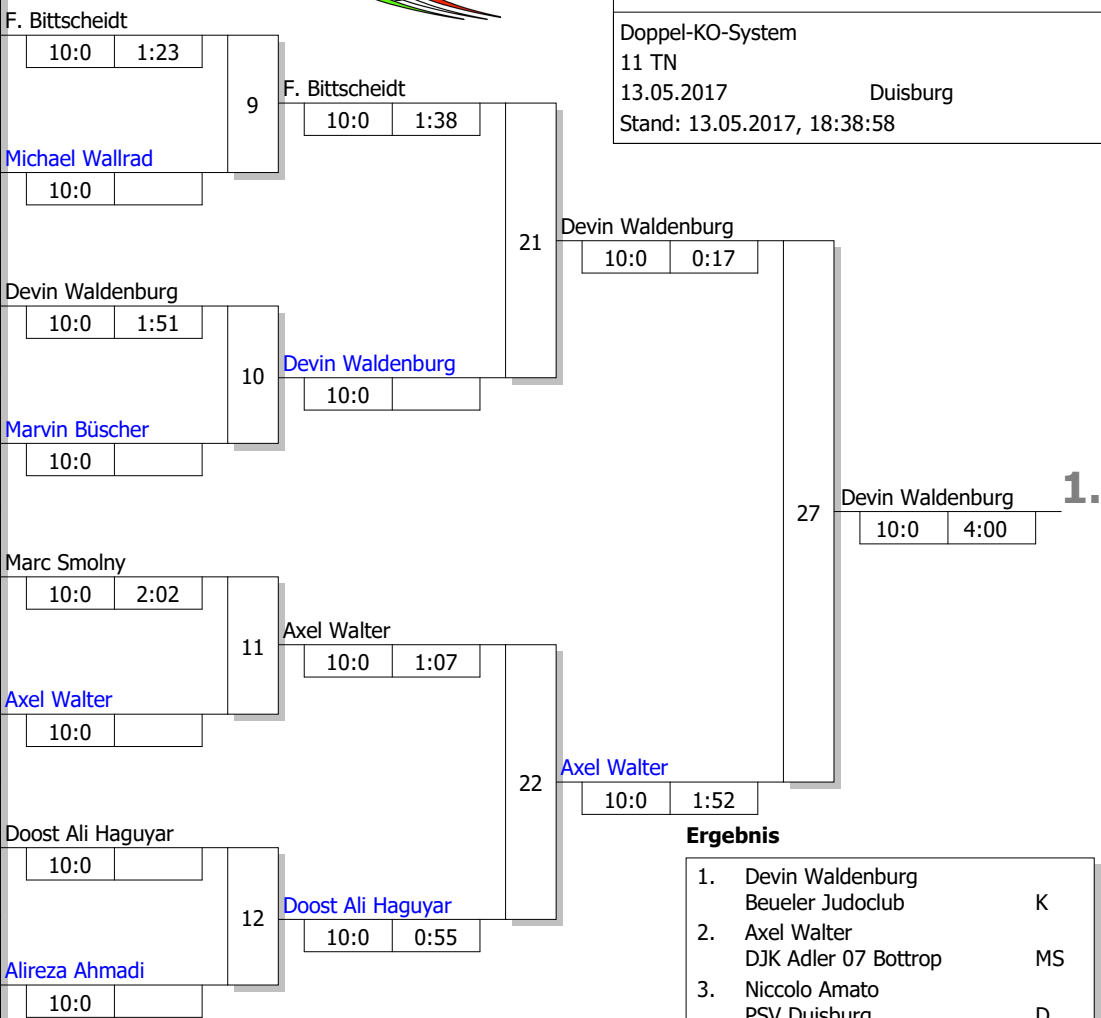 F. Bittscheidt
10:0 1:23
9
Michael Wallrad
10:0
F. Bittscheidt
10:0 1:38
Doppel-KO-System
11 TN
13.05.2017 Duisburg
Stand: 13.05.2017, 18:38:58
21
Devin Waldenburg
10:0 0:17
Devin Waldenburg
10:0 1:51
10
Devin Waldenburg
10:0
Marvin Büscher
10:0
27
Devin Waldenburg 1.
10:0 4:00
Marc Smolny
10:0 2:02
11
Axel Walter
10:0 1:07
Axel Walter
10:0
22
Axel Walter
10:0 1:52
Doost Ali Haguyar
10:0
12
Doost Ali Haguyar
10:0 0:55
Alireza Ahmadi
10:0
Ergebnis
1. Devin Waldenburg
Beueler Judoclub K
2. Axel Walter
DJK Adler 07 Bottrop MS
3. Niccolo Amato
PSV Duisburg D